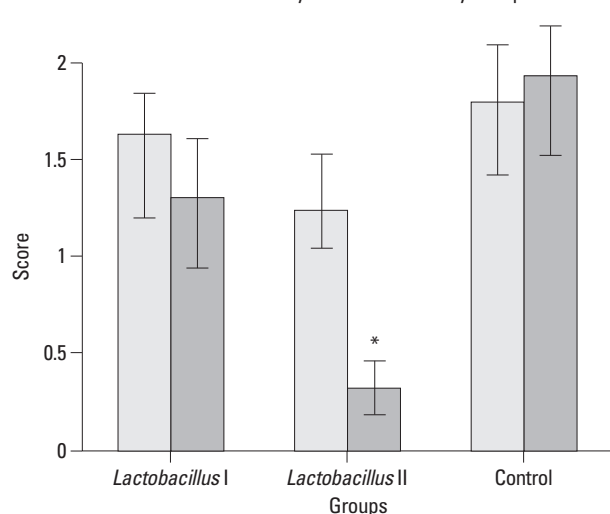 2
1.5
1
0.5
0
Score
*
Lactobacillus I
Lactobacillus II
Control
Groups